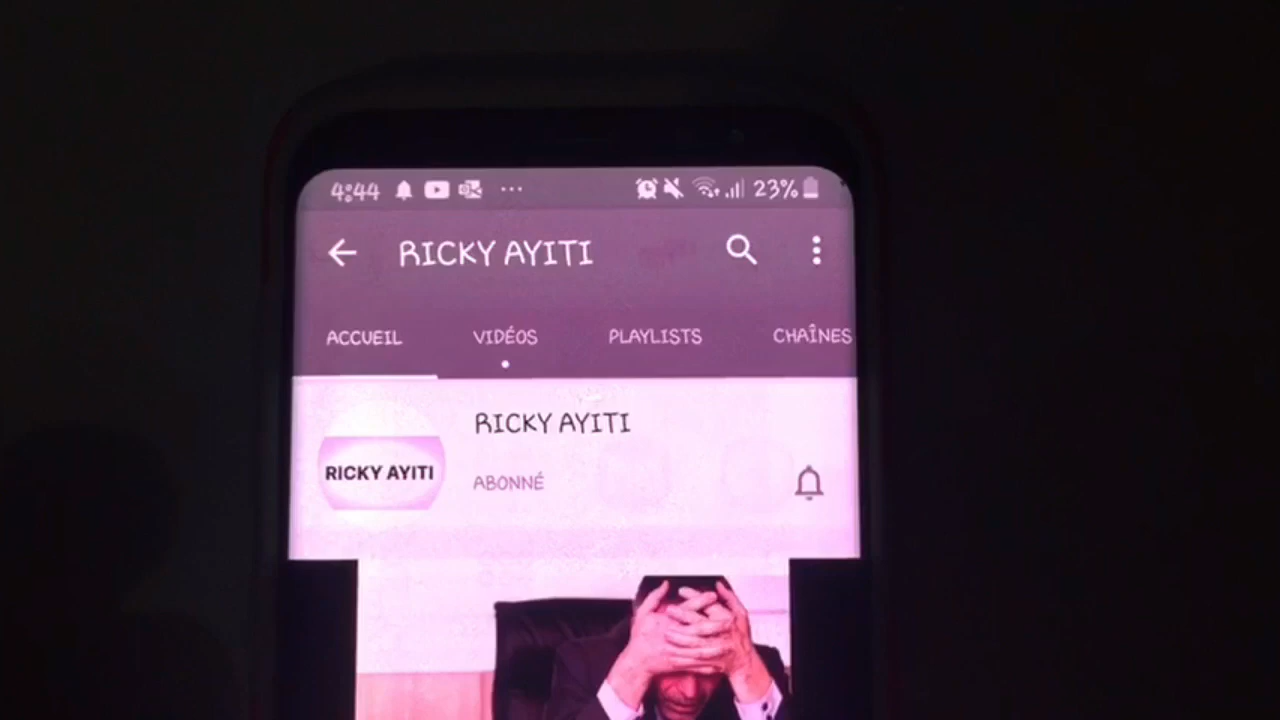 4:44 23%
RICKY AYITI
ACCUEIL VIDÉOS PLAYLISTS CHAÎNES
RICKY AYITI
RICKY AYITI
ABONNÉ